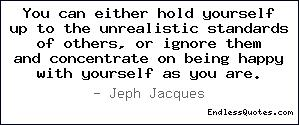 You can either hold yourself
up to the unrealistic standards
of others, or ignore them
and concentrate on being happy
with yourself as you are.
- Jeph Jacques
EndlessQuotes.com